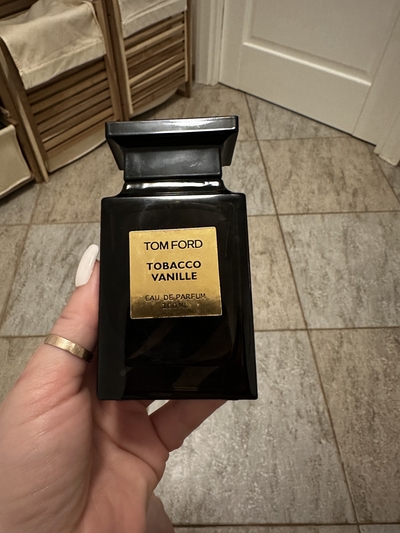 TOM FORD
TOBACCO
VANILLE
EAU DE PARFUM